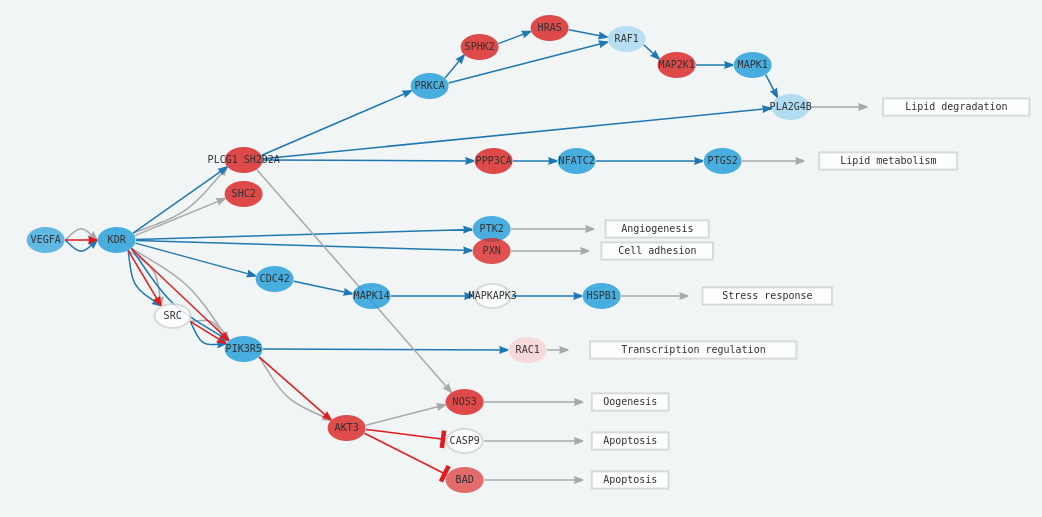 HRAS
RAF1
SPHK2
MAP2K1
MAPK1
PRKCA
PLA2G4B
Lipid degradation
PLCG1 SH2D2A
PPP3CA
NFATC2
PTGS2
Lipid metabolism
SHC2
VEGFA
KDR
PTK2
Angiogenesis
PXN
Cell adhesion
CDC42
MAPK14
MAPKAPK3
HSPB1
Stress response
SRC
PIK3R5
RAC1
Transcription regulation
NOS3
Oogenesis
AKT3
CASP9
Apoptosis
BAD
Apoptosis